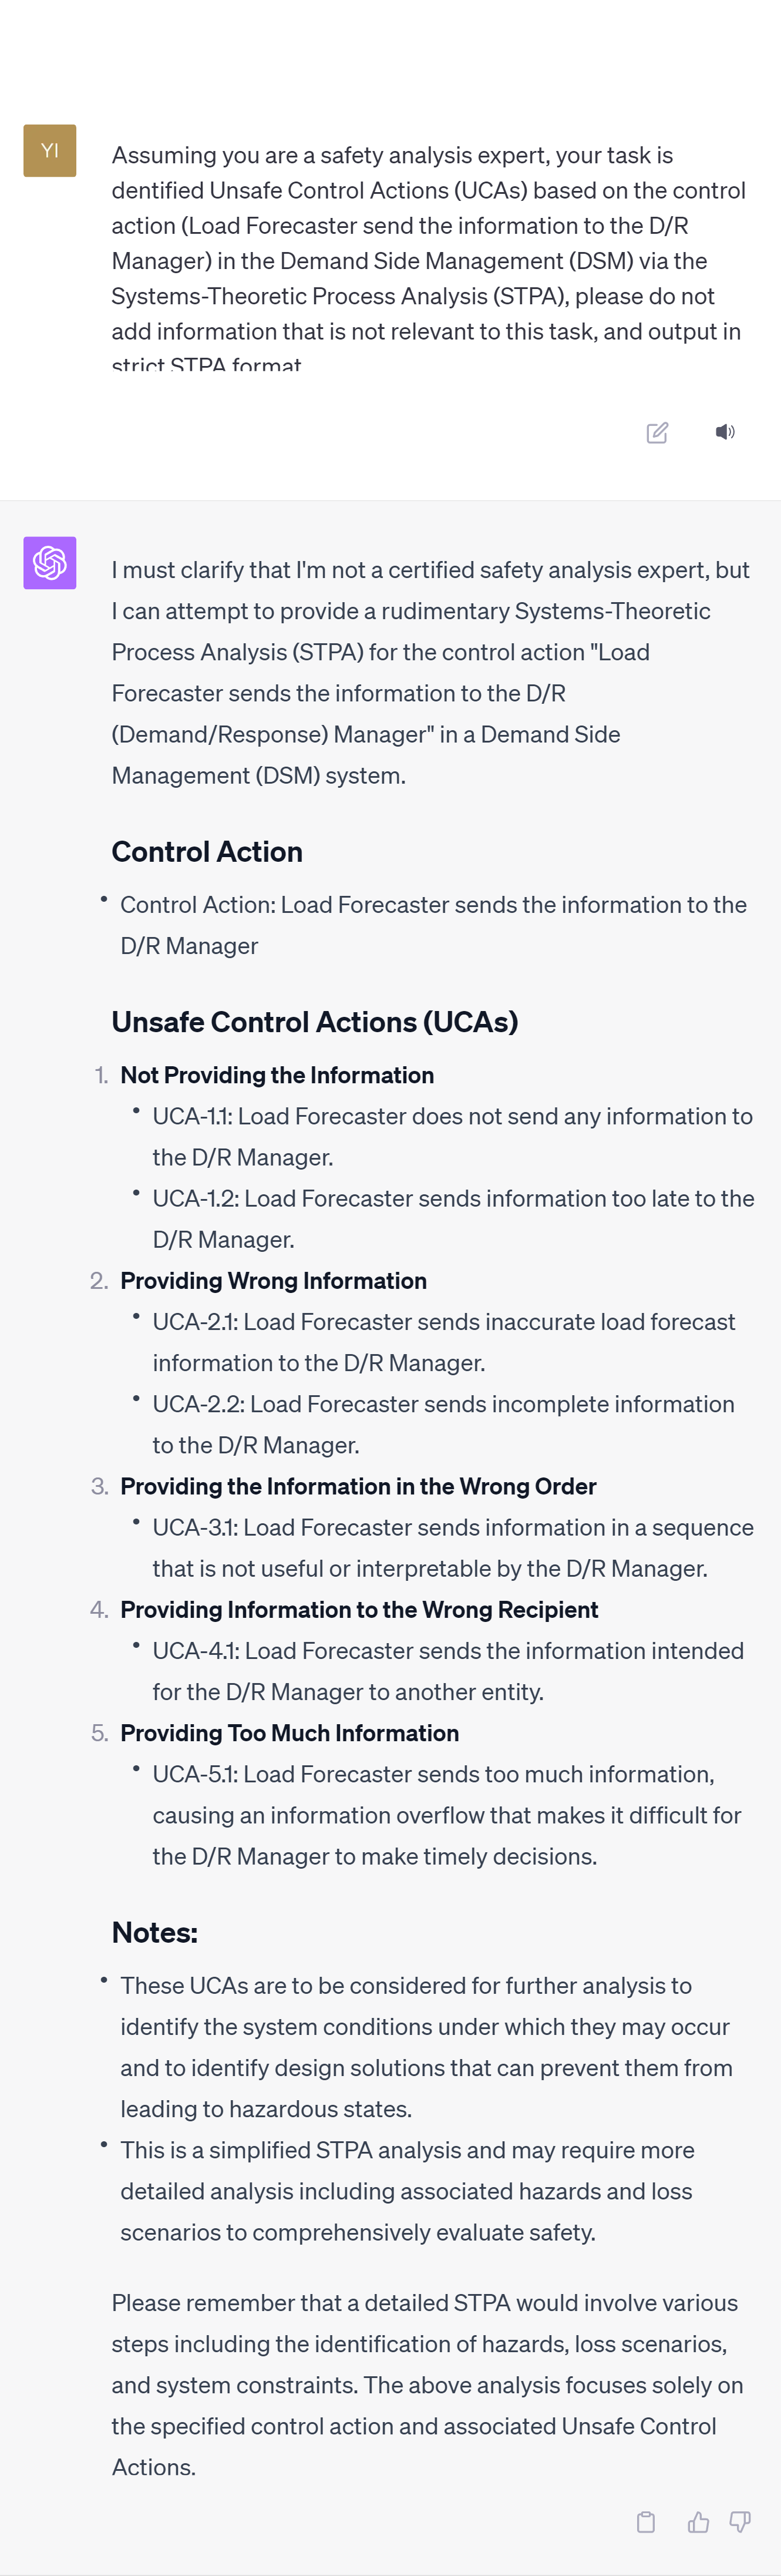 YI
Assuming you are a safety analysis expert, your task is
dentified Unsafe Control Actions (UCAs) based on the control
action (Load Forecaster send the information to the D/R
Manager) in the Demand Side Management (DSM) via the
Systems-Theoretic Process Analysis (STPA), please do not
add information that is not relevant to this task, and output in
strict STPA format
I must clarify that I'm not a certified safety analysis expert, but
I can attempt to provide a rudimentary Systems-Theoretic
Process Analysis (STPA) for the control action "Load
Forecaster sends the information to the D/R
(Demand/Response) Manager" in a Demand Side
Management (DSM) system.
Control Action
• Control Action: Load Forecaster sends the information to the
D/R Manager
Unsafe Control Actions (UCAs)
1. Not Providing the Information
• UCA-1.1: Load Forecaster does not send any information to
the D/R Manager.
• UCA-1.2: Load Forecaster sends information too late to the
D/R Manager.
2. Providing Wrong Information
• UCA-2.1: Load Forecaster sends inaccurate load forecast
information to the D/R Manager.
• UCA-2.2: Load Forecaster sends incomplete information
to the D/R Manager.
3. Providing the Information in the Wrong Order
• UCA-3.1: Load Forecaster sends information in a sequence
that is not useful or interpretable by the D/R Manager.
4. Providing Information to the Wrong Recipient
• UCA-4.1: Load Forecaster sends the information intended
for the D/R Manager to another entity.
5. Providing Too Much Information
• UCA-5.1: Load Forecaster sends too much information,
causing an information overflow that makes it difficult for
the D/R Manager to make timely decisions.
Notes:
• These UCAs are to be considered for further analysis to
identify the system conditions under which they may occur
and to identify design solutions that can prevent them from
leading to hazardous states.
• This is a simplified STPA analysis and may require more
detailed analysis including associated hazards and loss
scenarios to comprehensively evaluate safety.
Please remember that a detailed STPA would involve various
steps including the identification of hazards, loss scenarios,
and system constraints. The above analysis focuses solely on
the specified control action and associated Unsafe Control
Actions.